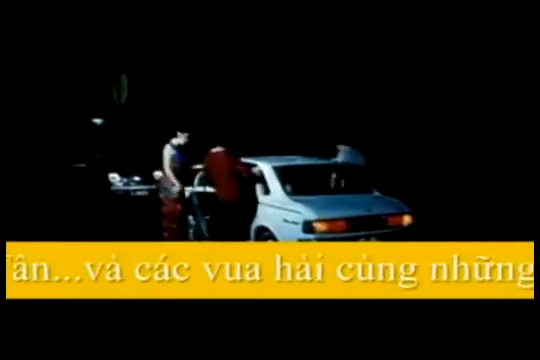 ân...và các vua hài cùng những